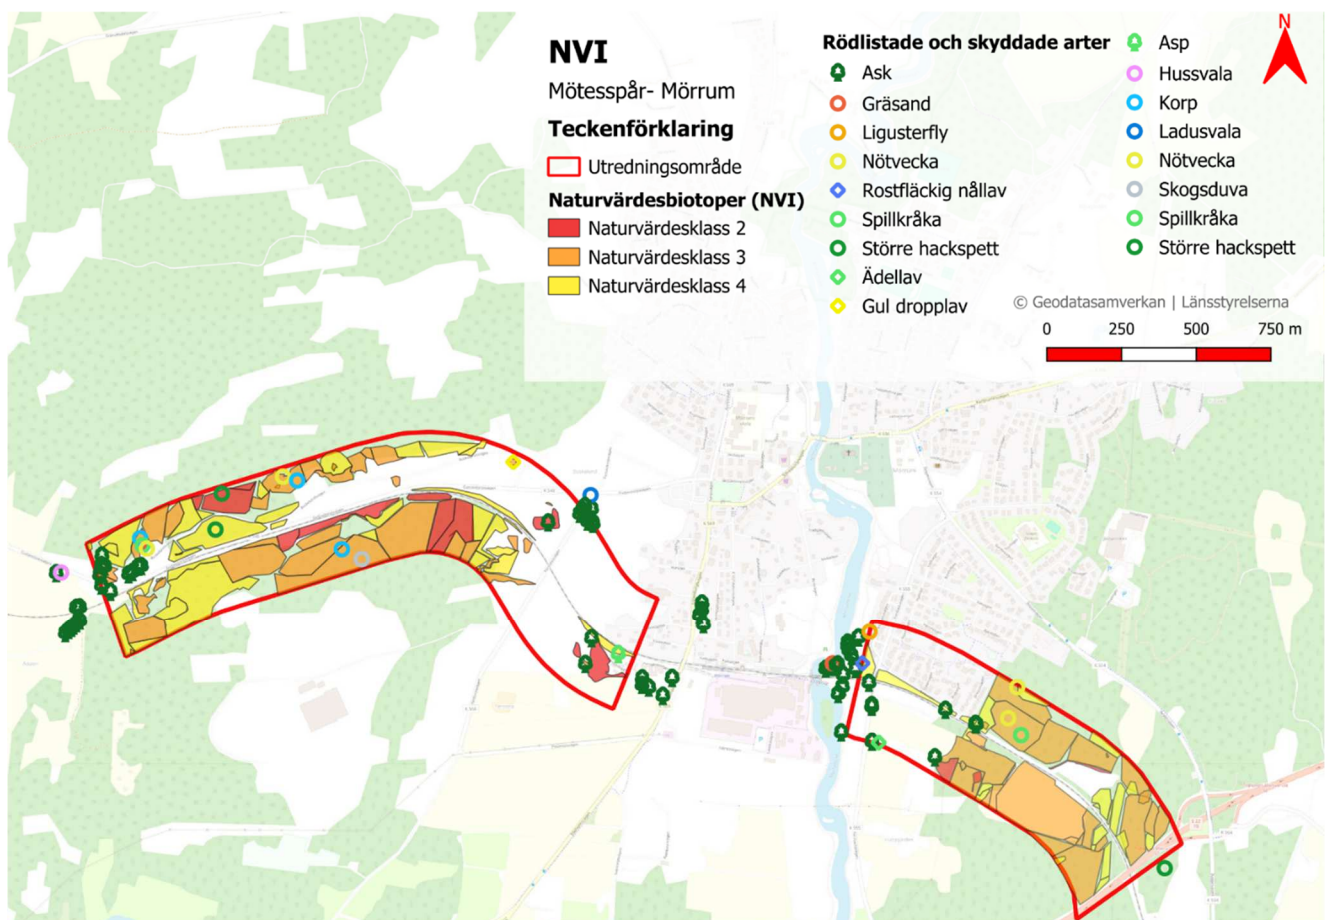 NVI
Mötesspår- Mörrum
Teckenförklaring
Utredningsområde
Naturvärdesbiotoper (NVI)
Naturvärdesklass 2
Naturvärdesklass 3
Naturvärdesklass 4
Rödlistade och skyddade arter
Ask
Gräsand
Ligusterfly
Nötvecka
Rostfläckig nållav
Spillkråka
Större hackspett
Ädellav
Gul dropplav
Asp
Hussvala
Korp
Ladusvala
Nötvecka
Skogsduva
Spillkråka
Större hackspett
N
© Geodatasamverkan | Länsstyrelserna
0 250 500 750 m